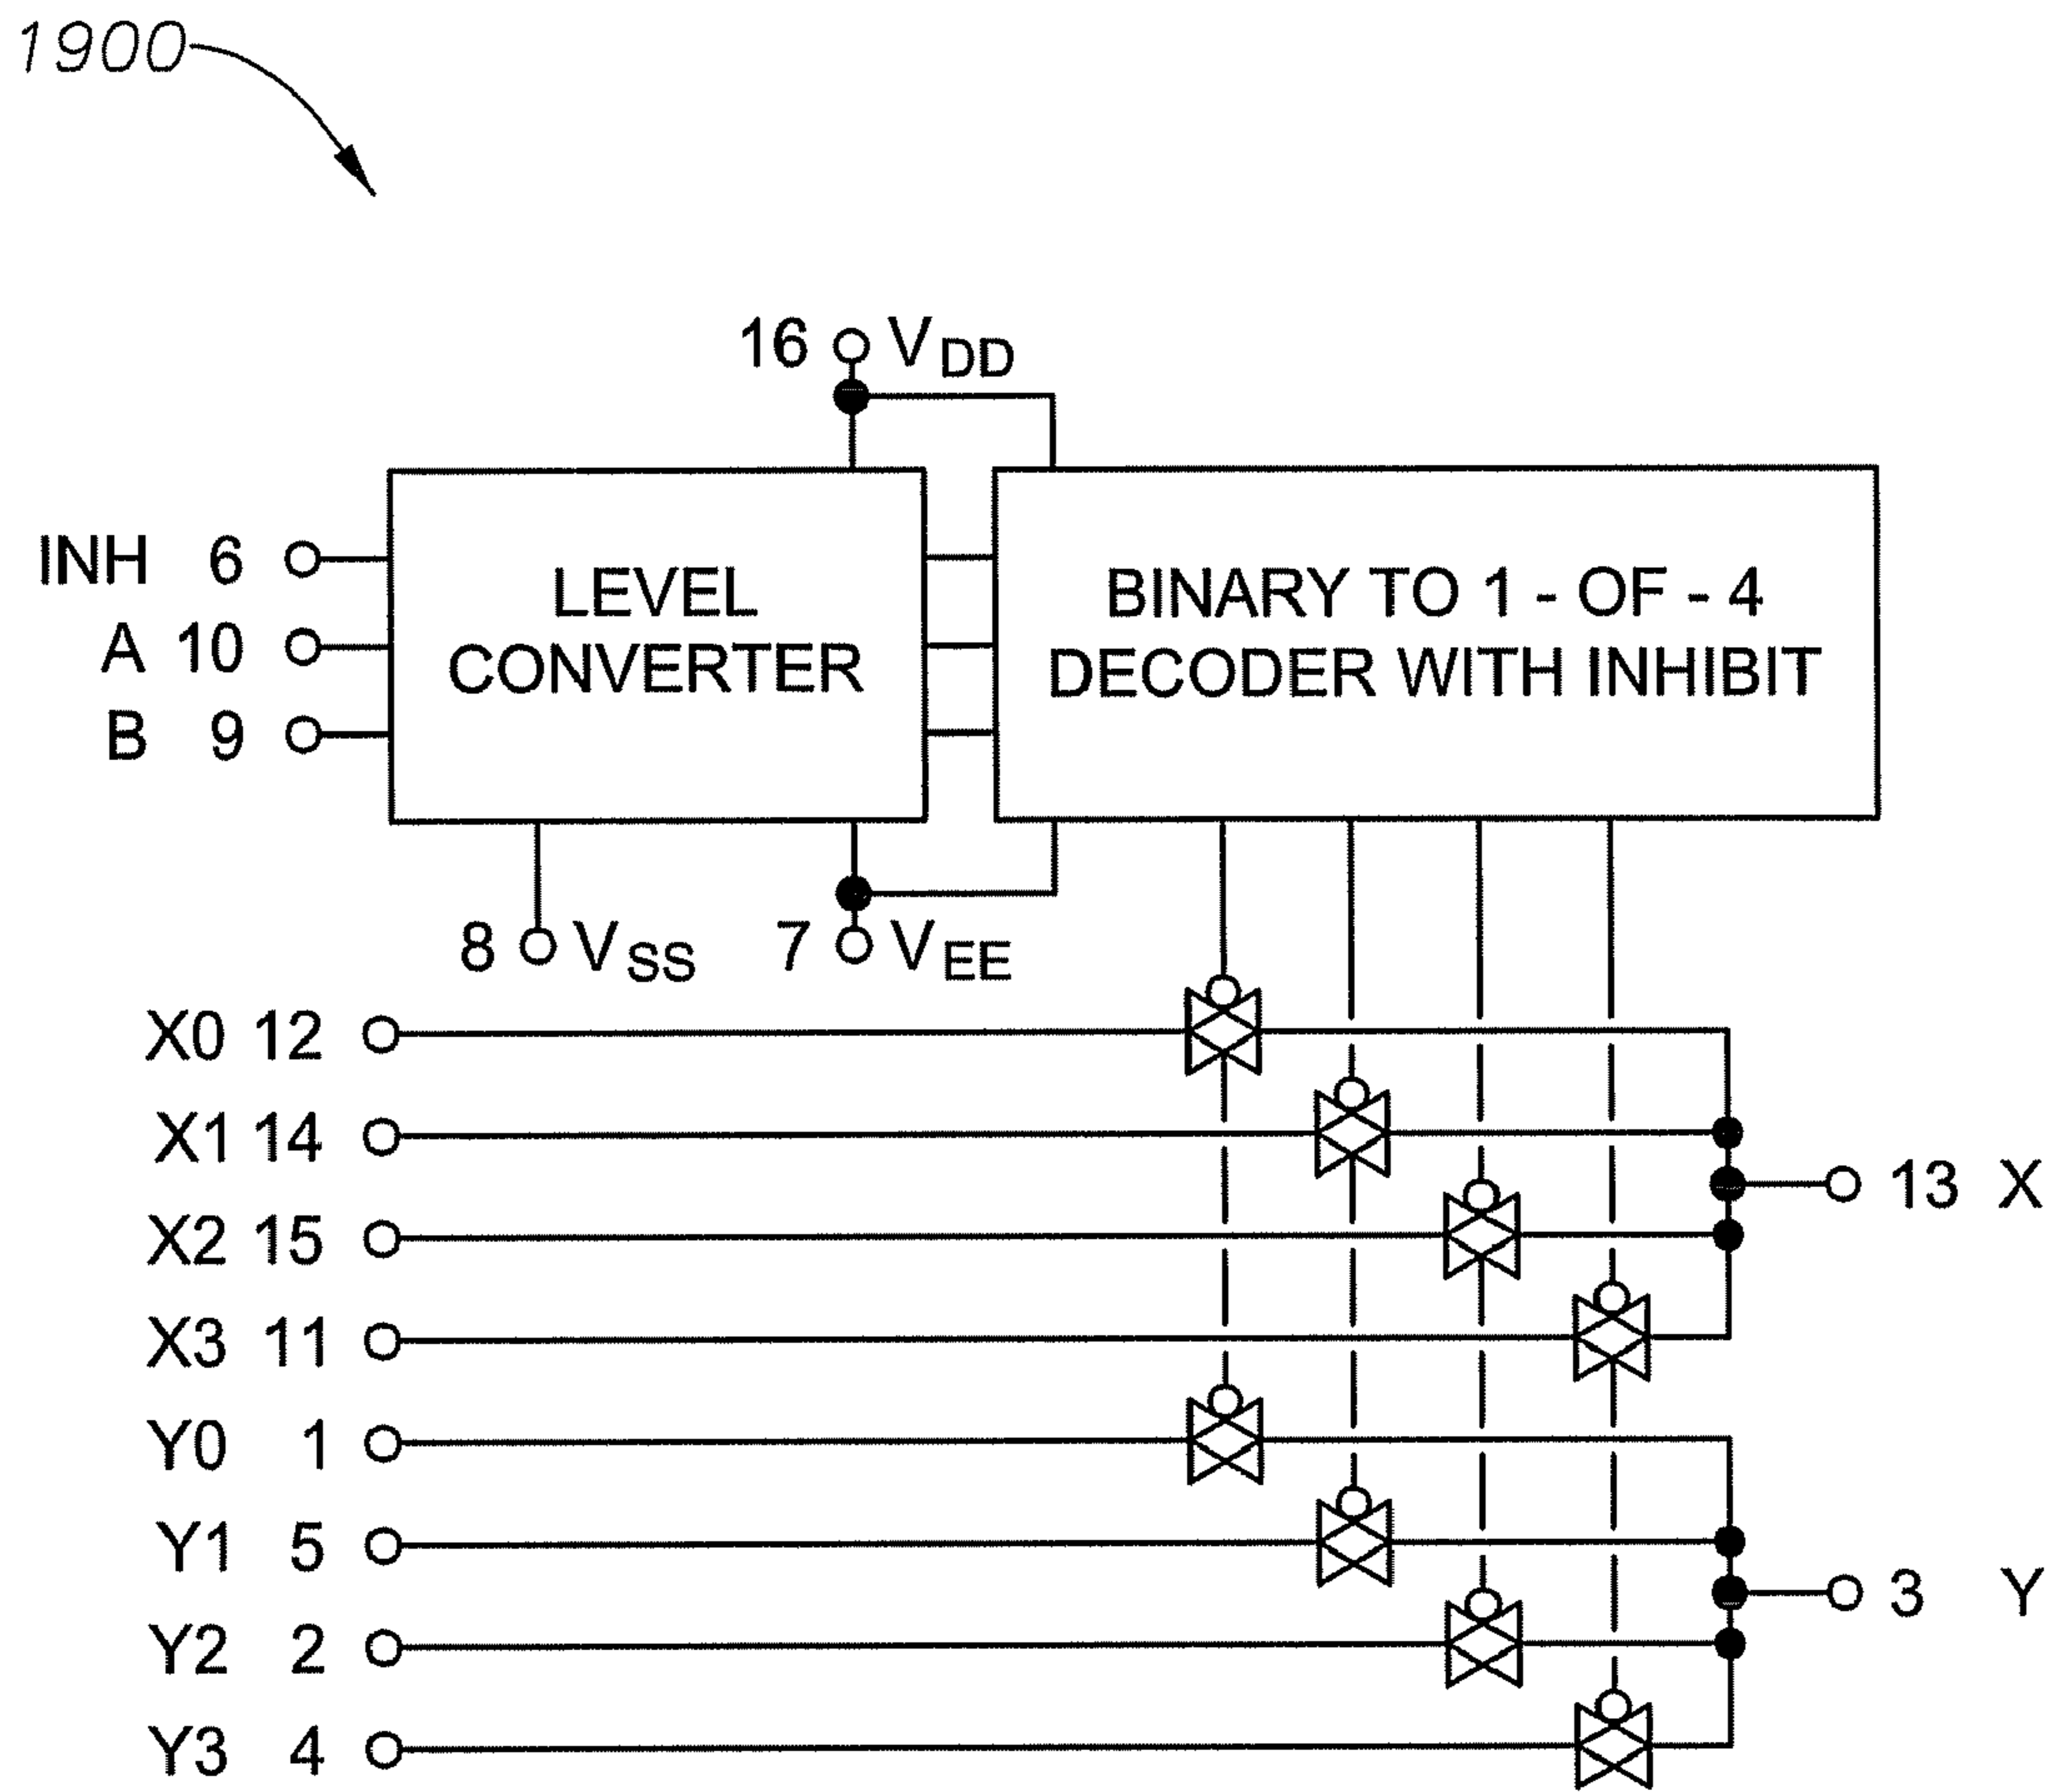 1900
16 VDD
INH 6
A 10
B 9
LEVEL
CONVERTER
BINARY TO 1 - OF - 4
DECODER WITH INHIBIT
8 VSS
7 VEE
X0 12
X1 14
X2 15
X3 11
13 X
Y0 1
Y1 5
Y2 2
Y3 4
3 Y